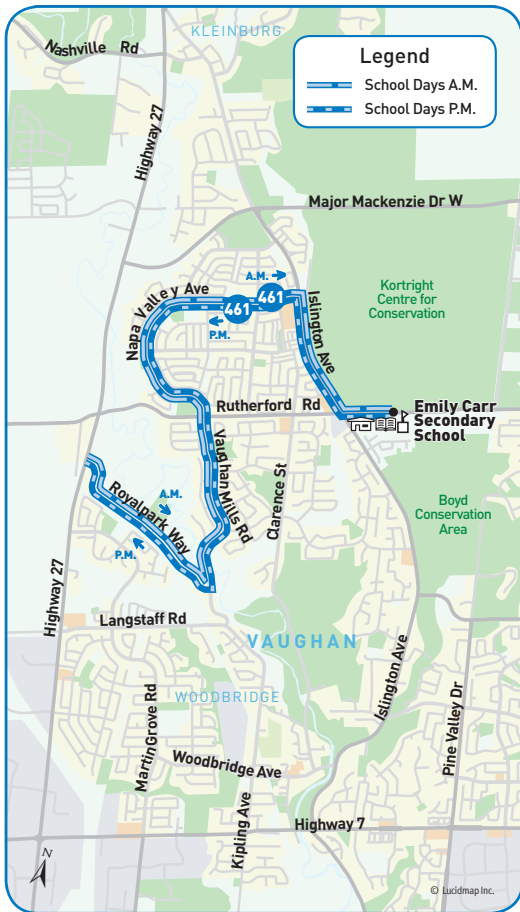 KLEINBURG
Nashville Rd
Legend
School Days A.M.
School Days P.M.
Highway 27
Major Mackenzie Dr W
A.M.
Napa Valley Ave
461
461
P.M.
Islington Ave
Kortright
Centre for
Conservation
Rutherford Rd
Emily Carr
Secondary
School
Vaughan Mills Rd
Clarence St
Royalpark Way
A.M.
P.M.
Boyd
Conservation
Area
Highway 27
Langstaff Rd
VAUGHAN
Islington Ave
WOODBRIDGE
Martin Grove Rd
Pine Valley Dr
Woodbridge Ave
Kipling Ave
Highway 7
N
© Lucidmap Inc.